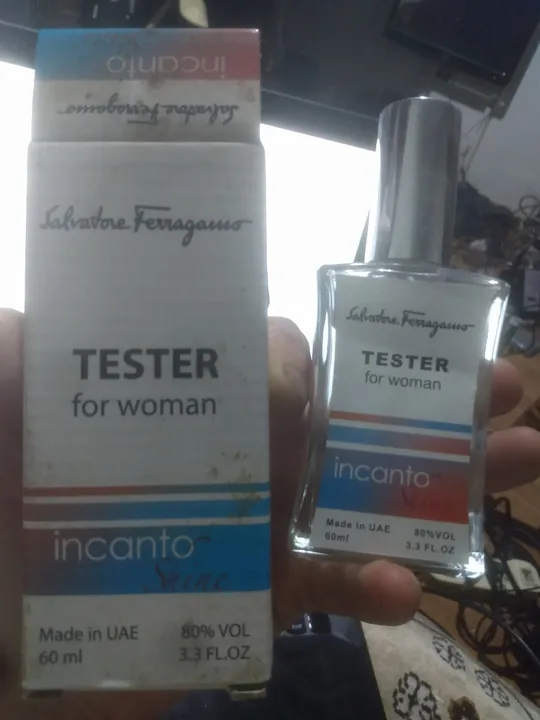 incanto
Salvatore Ferragamo
Salvatore Ferragamo
TESTER
for woman
incanto
Shine
Made in UAE 80% VOL
60 ml 3.3 FL.OZ
Salvatore Ferragamo
TESTER
for woman
incanto
Shine
Made in UAE 80%VOL
60ml 3.3 FL.OZ